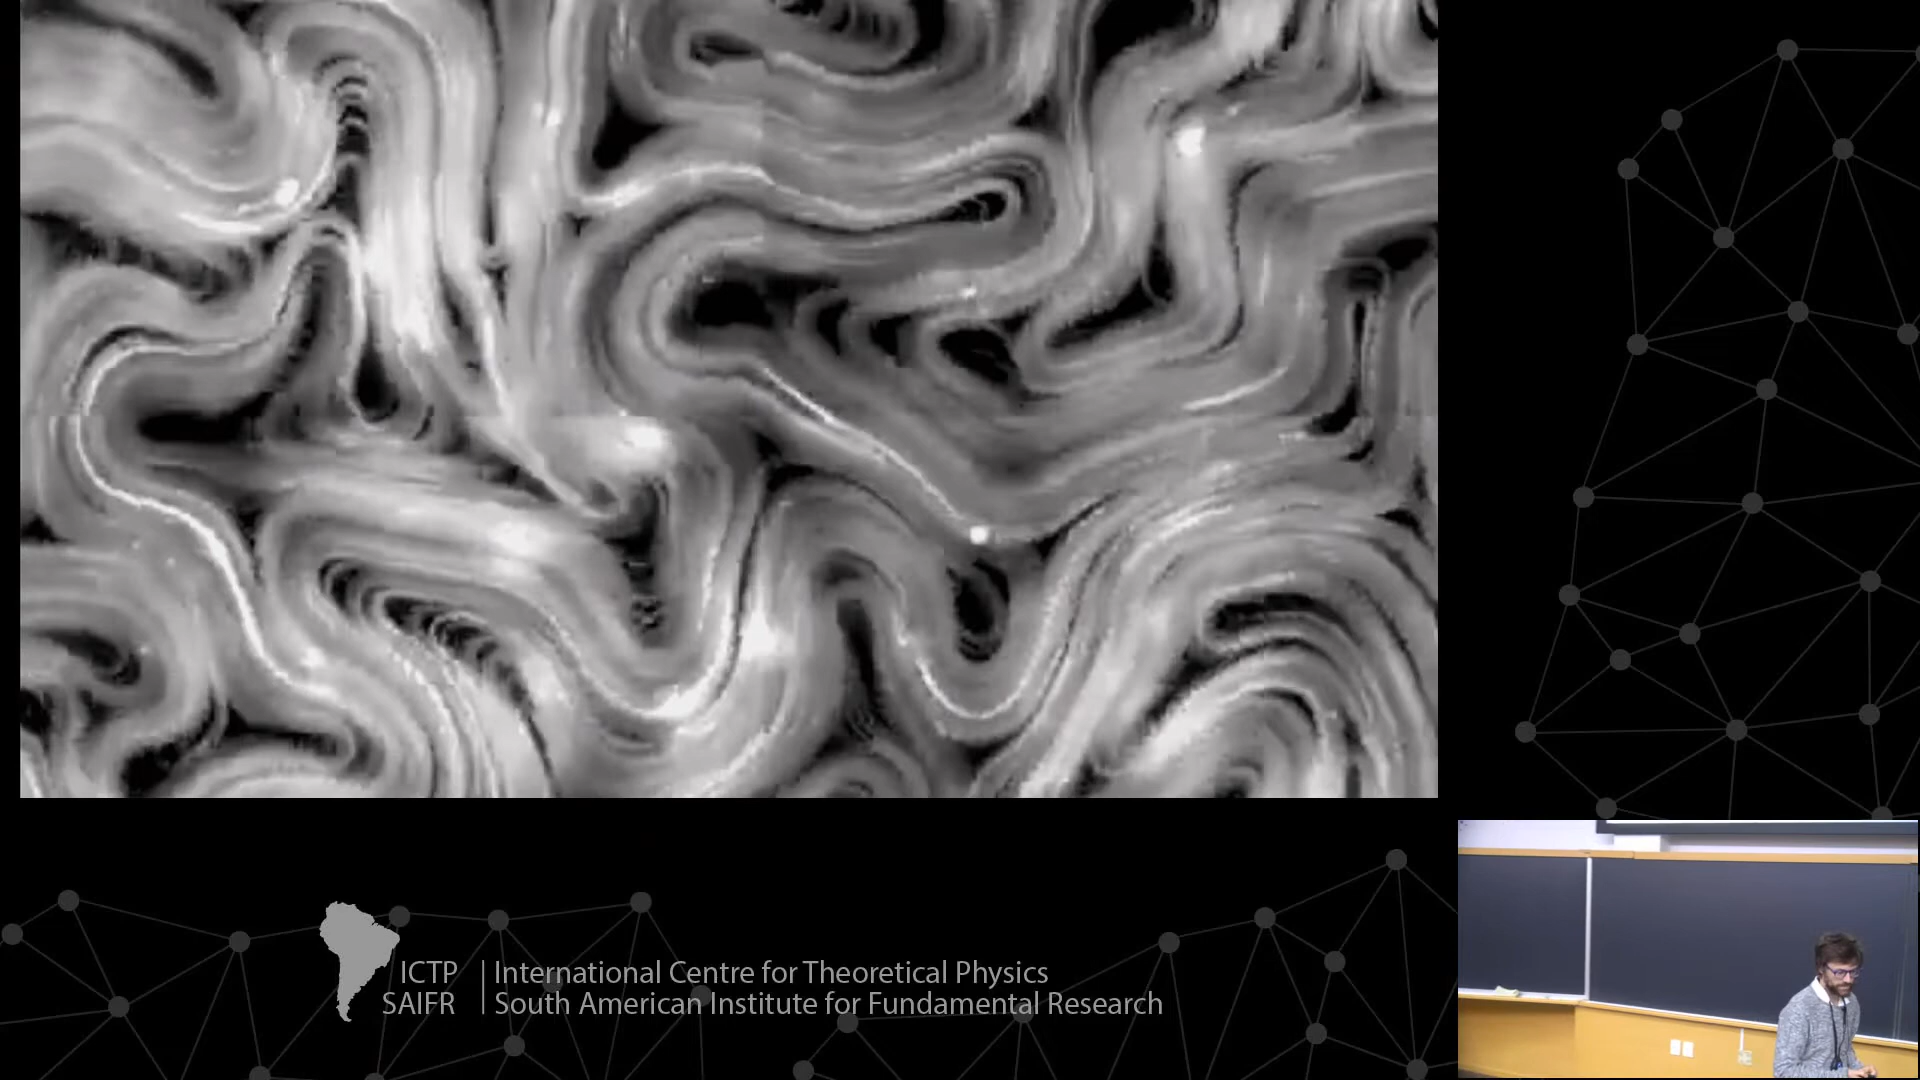 ICTP | International Centre for Theoretical Physics
SAIFR | South American Institute for Fundamental Research